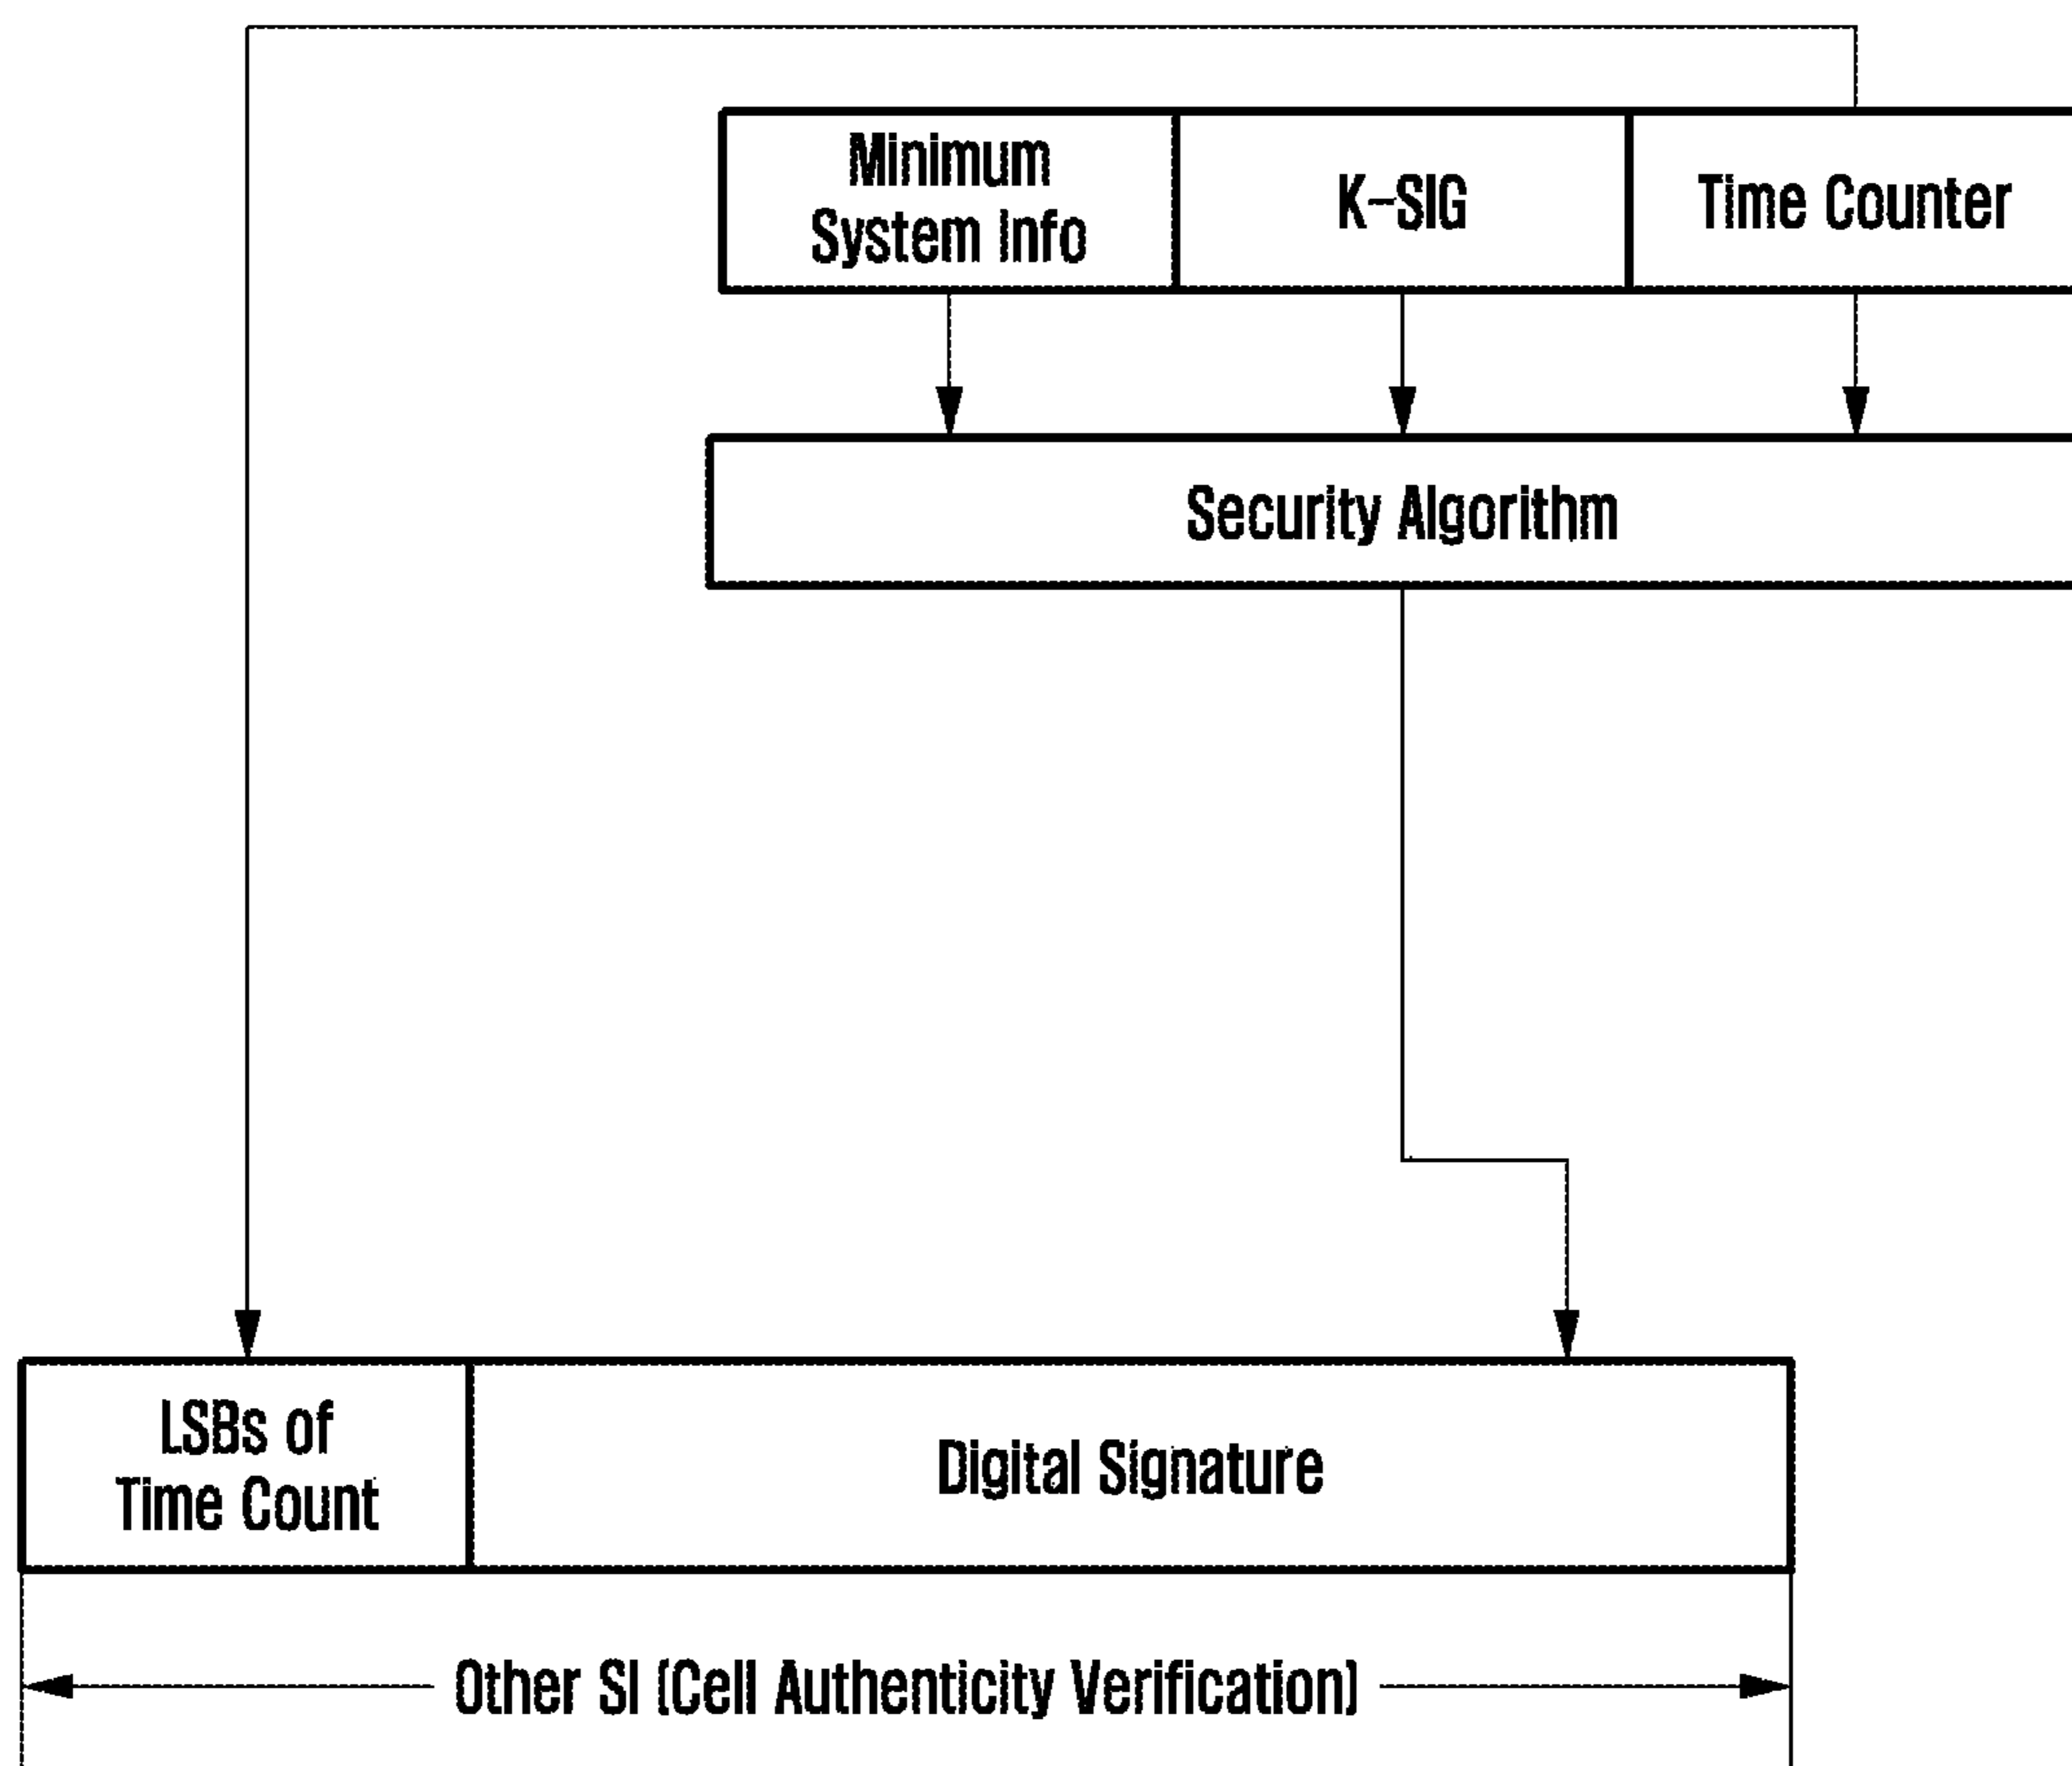 Minimum
System Info
K-SIG
Time Counter
Security Algorithm
LSBs of
Time Count
Digital Signature
Other SI (Cell Authenticity Verification)